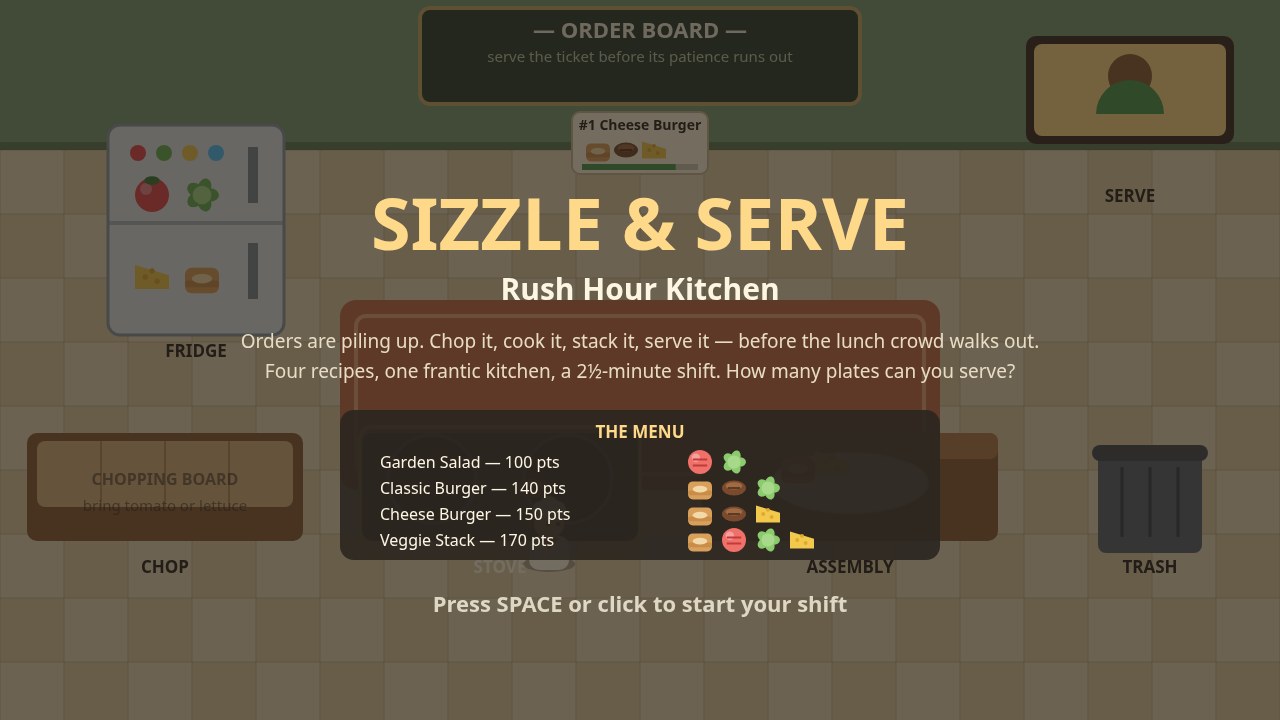 — ORDER BOARD —
serve the ticket before its patience runs out
#1 Cheese Burger
SERVE
SIZZLE & SERVE
Rush Hour Kitchen
FRIDGE
Orders are piling up. Chop it, cook it, stack it, serve it — before the lunch crowd walks out.
Four recipes, one frantic kitchen, a 2½-minute shift. How many plates can you serve?
THE MENU
Garden Salad — 100 pts
Classic Burger — 140 pts
Cheese Burger — 150 pts
Veggie Stack — 170 pts
CHOPPING BOARD
bring tomato or lettuce
CHOP
STOVE
ASSEMBLY
TRASH
Press SPACE or click to start your shift